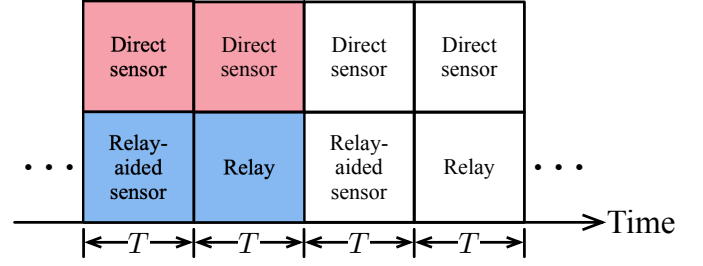 Direct
sensor
Direct
sensor
Direct
sensor
Direct
sensor
Relay-
aided
sensor
Relay
Relay-
aided
sensor
Relay
Time
T
T
T
T